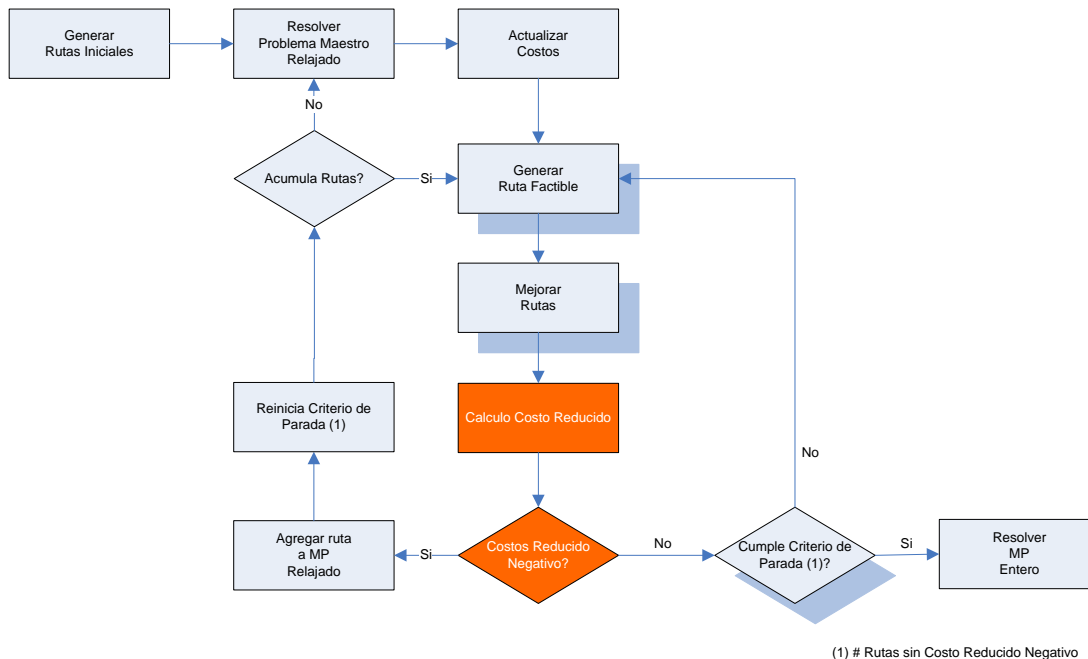 Generar
Rutas Iniciales
Resolver
Problema Maestro
Relajado
Actualizar
Costos
No
Acumula Rutas?
Si
Generar
Ruta Factible
Mejorar
Rutas
Reinicia Criterio de
Parada (1)
Calculo Costo Reducido
No
Agregar ruta
a MP
Relajado
Si
Costos Reducido
Negativo?
No
Cumple Criterio de
Parada (1)?
Si
Resolver
MP
Entero
(1) # Rutas sin Costo Reducido Negativo